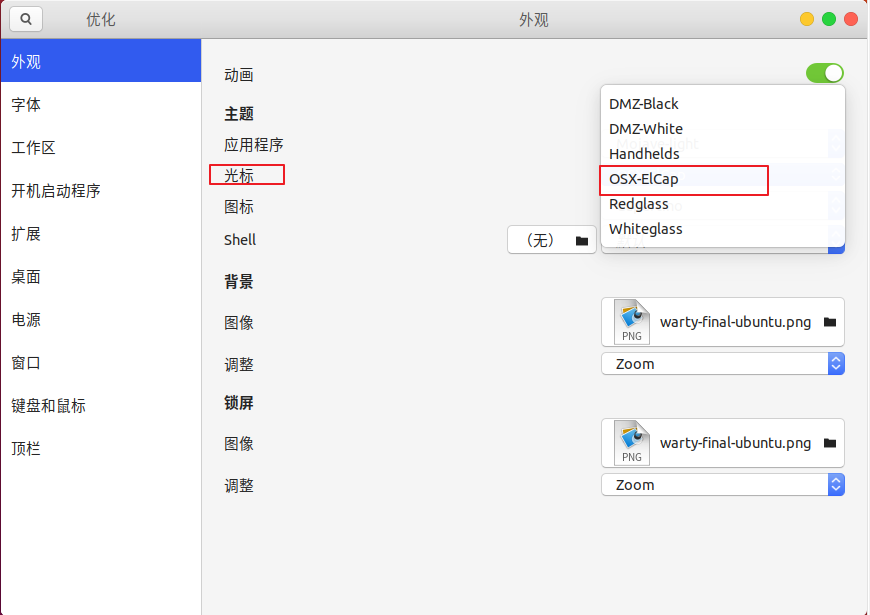 优化
外观
外观
字体
工作区
开机启动程序
扩展
桌面
电源
窗口
键盘和鼠标
顶栏
动画
主题
应用程序
光标
图标
Shell
（无）
DMZ-Black
DMZ-White
Handhelds
OSX-ElCap
Redglass
Whiteglass
背景
图像
PNG
warty-final-ubuntu.png
调整
Zoom
锁屏
图像
PNG
warty-final-ubuntu.png
调整
Zoom